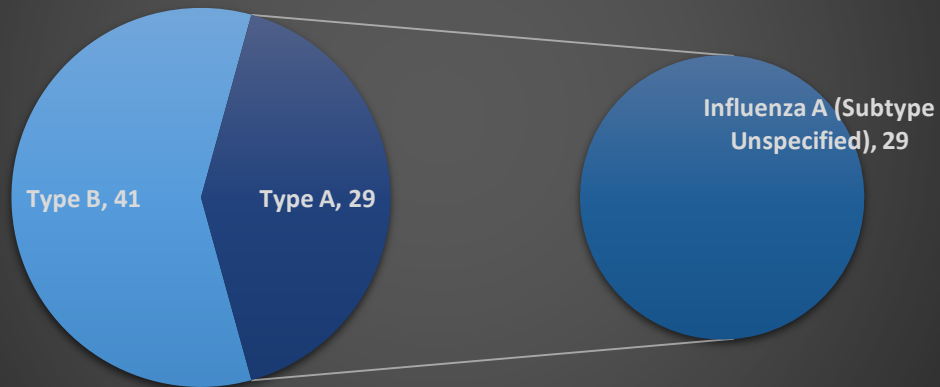 Type B, 41
Type A, 29
Influenza A (Subtype
Unspecified), 29